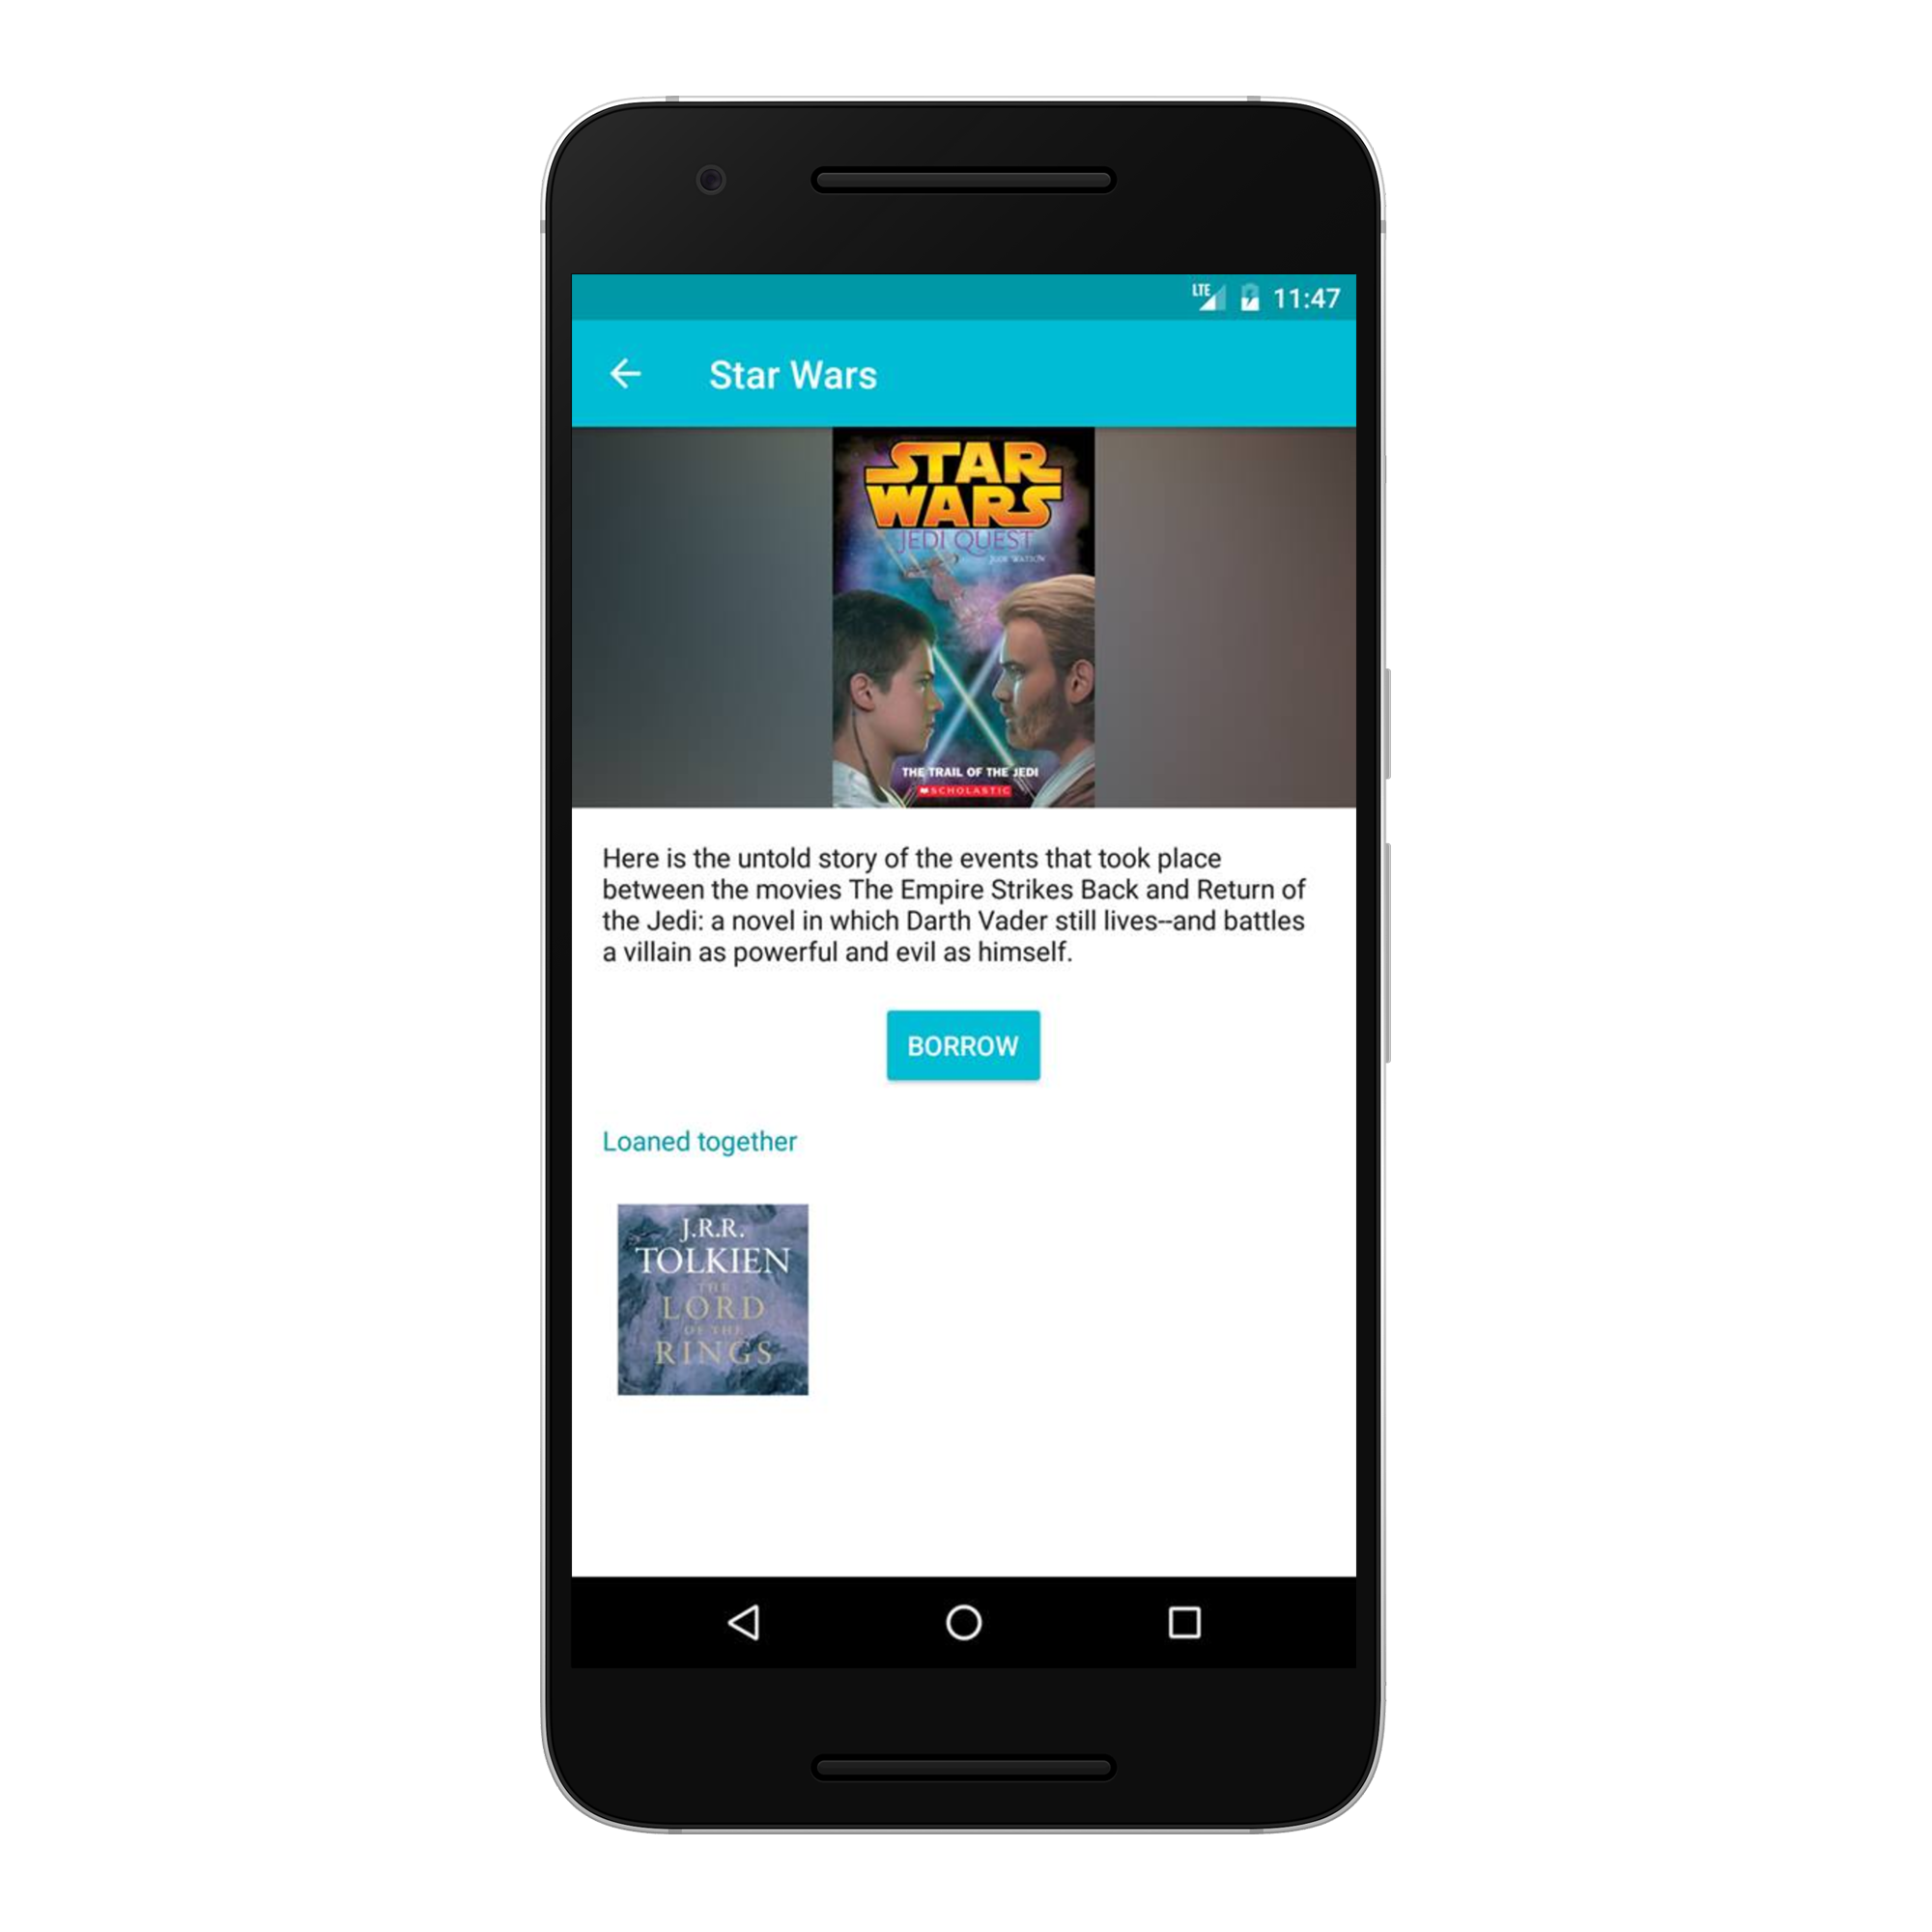 LTE 11:47
Star Wars
STAR
WARS
JEDI QUEST
JUDE WATSON
THE TRAIL OF THE JEDI
SCHOLASTIC
Here is the untold story of the events that took place
between the movies The Empire Strikes Back and Return of
the Jedi: a novel in which Darth Vader still lives--and battles
a villain as powerful and evil as himself.
BORROW
Loaned together
J.R.R.
TOLKIEN
THE
LORD
OF THE
RINGS